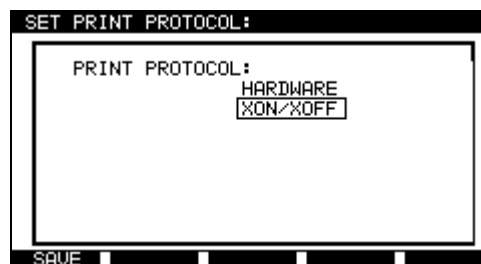 SET PRINT PROTOCOL:
PRINT PROTOCOL:
HARDWARE
XON/XOFF
SAVE